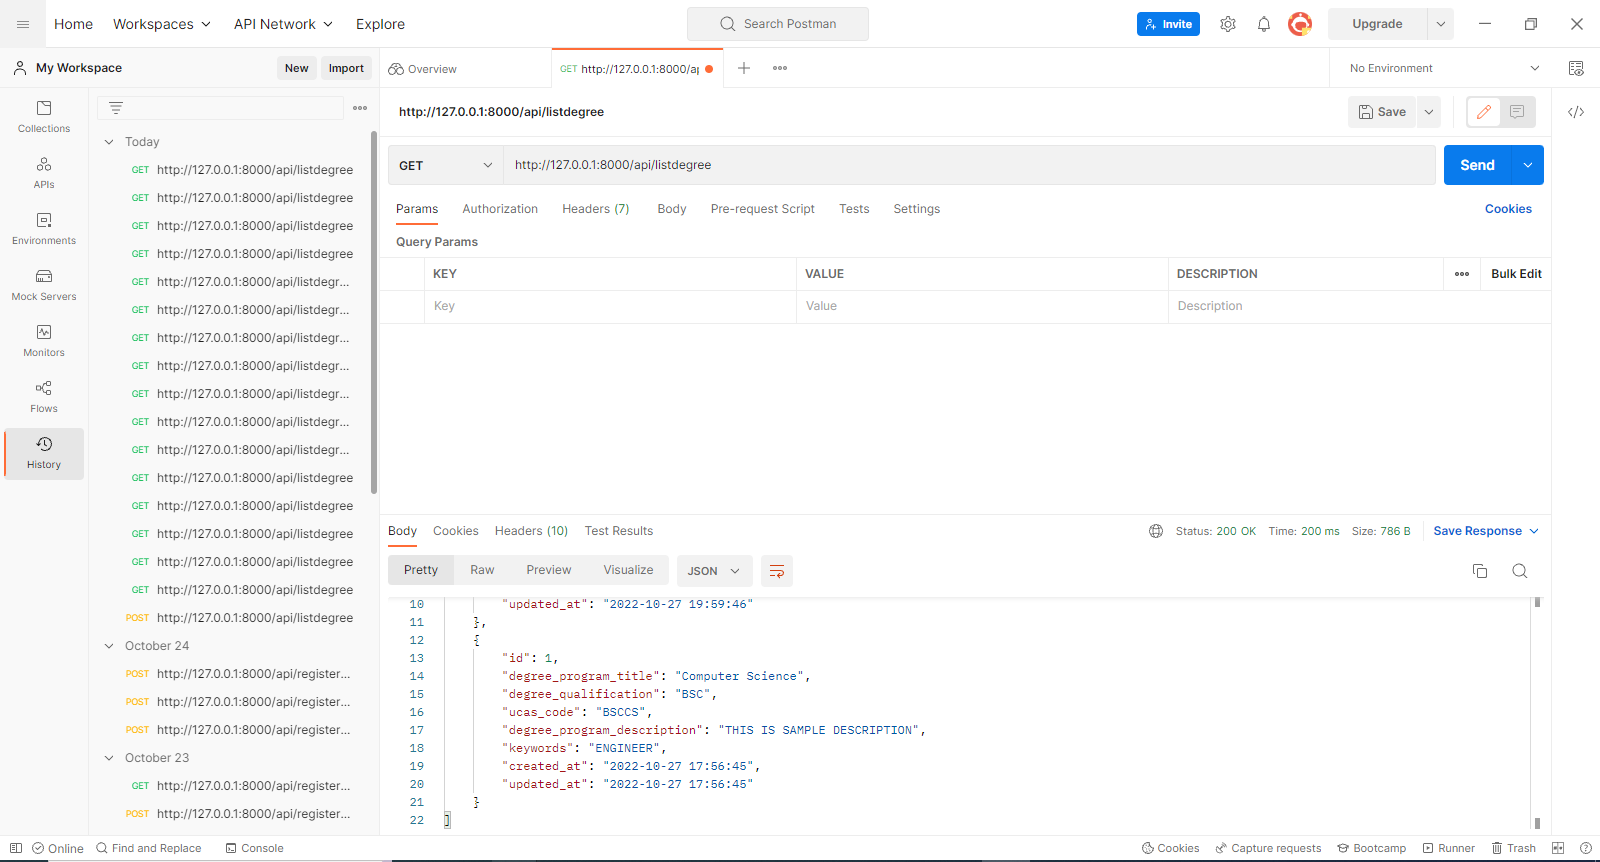 Home Workspaces API Network Explore Search Postman Invite Upgrade
My Workspace New Import Overview GET http://127.0.0.1:8000/ap No Environment
Collections
APIs
Environments
Mock Servers
Monitors
Flows
History
Today
GET http://127.0.0.1:8000/api/listdegree
GET http://127.0.0.1:8000/api/listdegree
GET http://127.0.0.1:8000/api/listdegree
GET http://127.0.0.1:8000/api/listdegree
GET http://127.0.0.1:8000/api/listdegr...
GET http://127.0.0.1:8000/api/listdegr...
GET http://127.0.0.1:8000/api/listdegr...
GET http://127.0.0.1:8000/api/listdegr...
GET http://127.0.0.1:8000/api/listdegr...
GET http://127.0.0.1:8000/api/listdegr...
GET http://127.0.0.1:8000/api/listdegr...
GET http://127.0.0.1:8000/api/listdegree
GET http://127.0.0.1:8000/api/listdegree
GET http://127.0.0.1:8000/api/listdegree
GET http://127.0.0.1:8000/api/listdegree
GET http://127.0.0.1:8000/api/listdegree
POST http://127.0.0.1:8000/api/listdegree
October 24
POST http://127.0.0.1:8000/api/register...
POST http://127.0.0.1:8000/api/register...
POST http://127.0.0.1:8000/api/register...
October 23
GET http://127.0.0.1:8000/api/register...
POST http://127.0.0.1:8000/api/register...
http://127.0.0.1:8000/api/listdegree Save
GET http://127.0.0.1:8000/api/listdegree Send
Params Authorization Headers (7) Body Pre-request Script Tests Settings Cookies
Query Params
KEY VALUE DESCRIPTION Bulk Edit
Key Value Description
Body Cookies Headers (10) Test Results Status: 200 OK Time: 200 ms Size: 786 B Save Response
Pretty Raw Preview Visualize JSON
10 "updated_at": "2022-10-27 19:59:46"
11 },
12 {
13 "id": 1,
14 "degree_program_title": "Computer Science",
15 "degree_qualification": "BSC",
16 "ucas_code": "BSCCS",
17 "degree_program_description": "THIS IS SAMPLE DESCRIPTION",
18 "keywords": "ENGINEER",
19 "created_at": "2022-10-27 17:56:45",
20 "updated_at": "2022-10-27 17:56:45"
21 }
22 ]
Online Find and Replace Console Cookies Capture requests Bootcamp Runner Trash